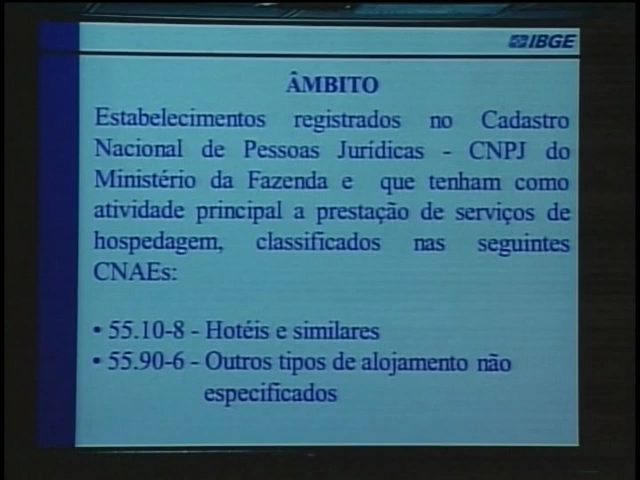 IBGE
ÂMBITO
Estabelecimentos registrados no Cadastro
Nacional de Pessoas Jurídicas - CNPJ do
Ministério da Fazenda e que tenham como
atividade principal a prestação de serviços de
hospedagem, classificados nas seguintes
CNAEs:
• 55.10-8 - Hotéis e similares
• 55.90-6 - Outros tipos de alojamento não
especificados